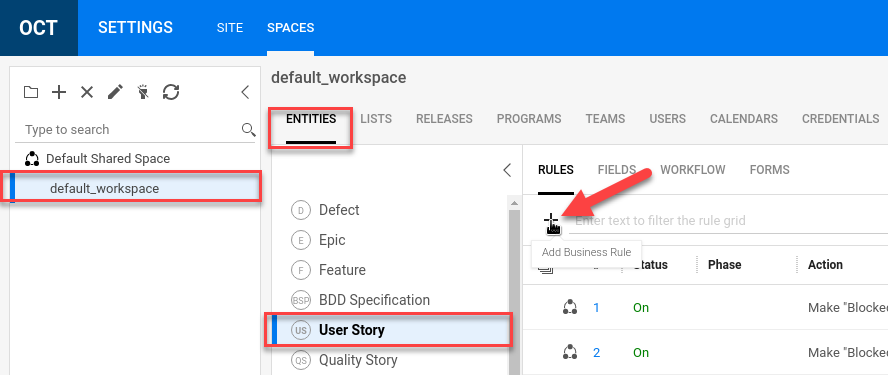 OCT SETTINGS SITE SPACES
default_workspace
Type to search
Default Shared Space
default_workspace
ENTITIES LISTS RELEASES PROGRAMS TEAMS USERS CALENDARS CREDENTIALS
D Defect
E Epic
F Feature
BSP BDD Specification
US User Story
QS Quality Story
RULES FIELDS WORKFLOW FORMS
Enter text to filter the rule grid
Add Business Rule
Status Phase Action
1 On Make "Blocke
2 On Make "Blocke